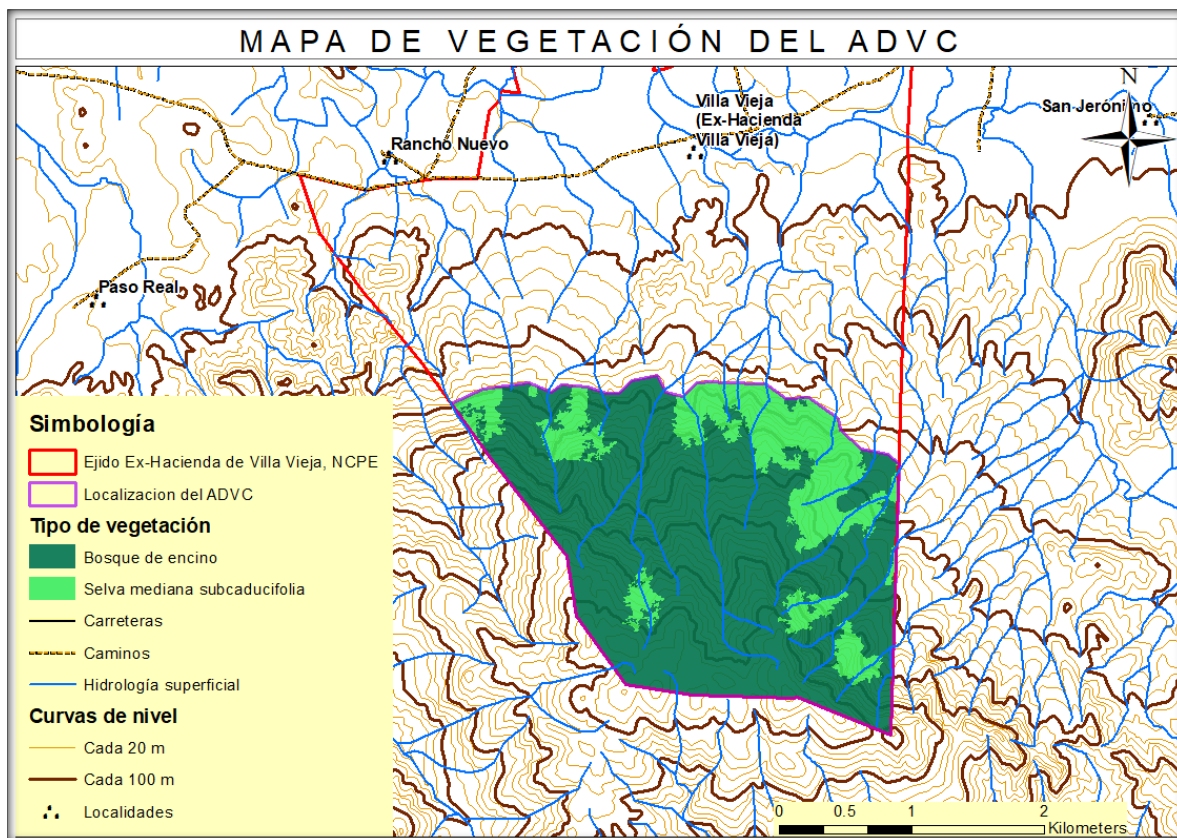 MAPA DE VEGETACIÓN DEL ADVC
N
Villa Vieja
(Ex-Hacienda
Villa Vieja)
San Jerónimo
Rancho Nuevo
Paso Real
Simbología
Ejido Ex-Hacienda de Villa Vieja, NCPE
Localizacion del ADVC
Tipo de vegetación
Bosque de encino
Selva mediana subcaducifolia
Carreteras
Caminos
Hidrología superficial
Curvas de nivel
Cada 20 m
Cada 100 m
Localidades
0 0.5 1 2
Kilometers